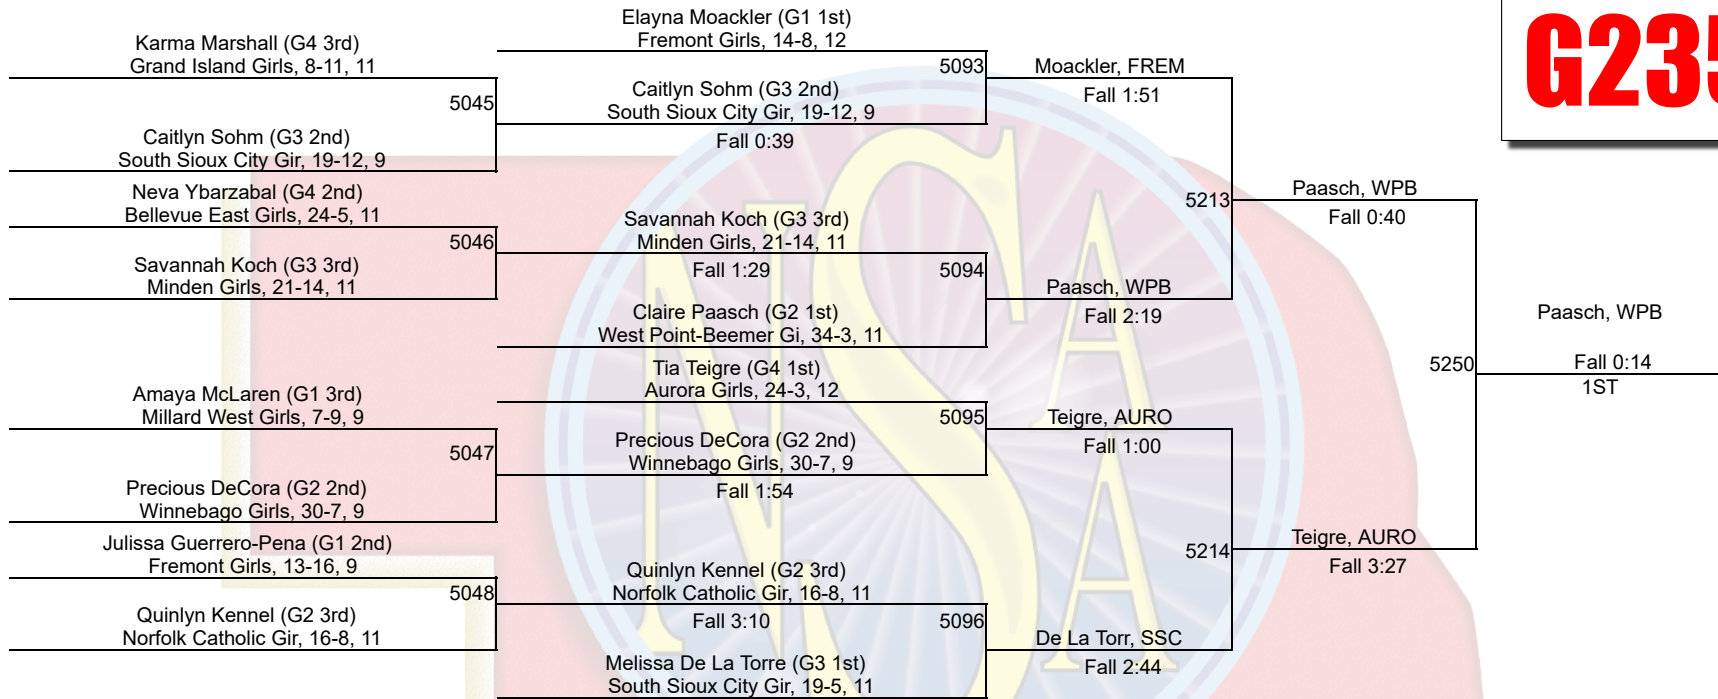 G235
Karma Marshall (G4 3rd)
Grand Island Girls, 8-11, 11
5045
Caitlyn Sohm (G3 2nd)
South Sioux City Gir, 19-12, 9
Neva Ybarzabal (G4 2nd)
Bellevue East Girls, 24-5, 11
5046
Savannah Koch (G3 3rd)
Minden Girls, 21-14, 11
Amaya McLaren (G1 3rd)
Millard West Girls, 7-9, 9
5047
Precious DeCora (G2 2nd)
Winnebago Girls, 30-7, 9
Julissa Guerrero-Pena (G1 2nd)
Fremont Girls, 13-16, 9
5048
Quinlyn Kennel (G2 3rd)
Norfolk Catholic Gir, 16-8, 11
Elayna Moackler (G1 1st)
Fremont Girls, 14-8, 12
5093
Caitlyn Sohm (G3 2nd)
South Sioux City Gir, 19-12, 9
Fall 0:39
Savannah Koch (G3 3rd)
Minden Girls, 21-14, 11
Fall 1:29
5094
Claire Paasch (G2 1st)
West Point-Beemer Gi, 34-3, 11
Tia Teigre (G4 1st)
Aurora Girls, 24-3, 12
5095
Precious DeCora (G2 2nd)
Winnebago Girls, 30-7, 9
Fall 1:54
Quinlyn Kennel (G2 3rd)
Norfolk Catholic Gir, 16-8, 11
Fall 3:10
5096
Melissa De La Torre (G3 1st)
South Sioux City Gir, 19-5, 11
Moackler, FREM
Fall 1:51
5213
Paasch, WPB
Fall 2:19
Teigre, AURO
Fall 1:00
5214
De La Torr, SSC
Fall 2:44
Paasch, WPB
Fall 0:40
5250
Teigre, AURO
Fall 3:27
Paasch, WPB
Fall 0:14
1ST
NSAA